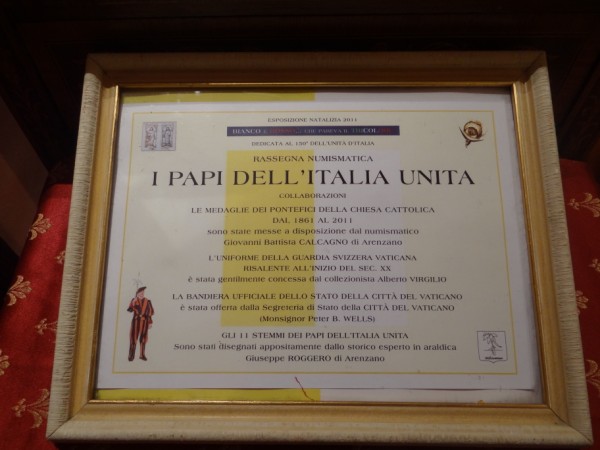 ESPOSIZIONE NATALIZIA 2011
BIANCO
DEDICATA AL 150° DELL'UNITÀ D'ITALIA
RASSEGNA NUMISMATICA
I PAPI DELL'ITALIA UNITA
COLLABORAZIONI
LE MEDAGLIE DEI PONTEFICI DELLA CHIESA CATTOLICA
DAL 1861 AL 2011
sono state messe a disposizione dal numismatico
Giovanni Battista CALCAGNO di Arenzano
L'UNIFORME DELLA GUARDIA SVIZZERA VATICANA
RISALENTE ALL'INIZIO DEL SEC. XX
è stata gentilmente concessa dal collezionista Alberto VIRGILIO
LA BANDIERA UFFICIALE DELLO STATO DELLA CITTÀ DEL VATICANO
è stata offerta dalla Segreteria di Stato della CITTÀ DEL VATICANO
(Monsignor Peter B. WELLS)
GLI 11 STEMMI DEI PAPI DELL'ITALIA UNITA
Sono stati disegnati appositamente dallo storico esperto in araldica
Giuseppe ROGGERO di Arenzano